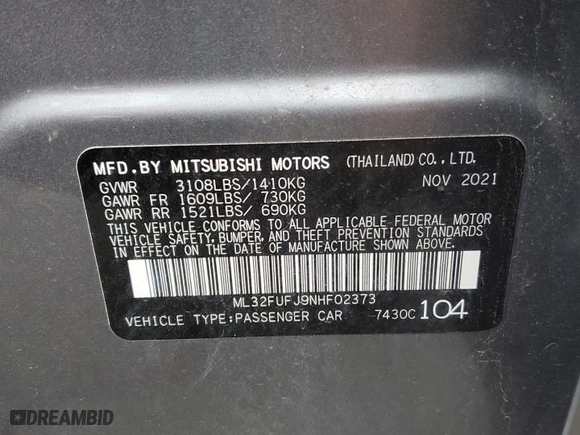 MFD.BY MITSUBISHI MOTORS (THAILAND) CO.,LTD.
GVWR 3108LBS/1410KG NOV 2021
GAWR FR 1609LBS/ 730KG
GAWR RR 1521LBS/ 690KG
THIS VEHICLE CONFORMS TO ALL APPLICABLE FEDERAL MOTOR
VEHICLE SAFETY, BUMPER, AND THEFT PREVENTION STANDARDS
IN EFFECT ON THE DATE OF MANUFACTURE SHOWN ABOVE.
ML32FUFJ9NHF02373
VEHICLE TYPE:PASSENGER CAR 7430C 104
DREAMBID